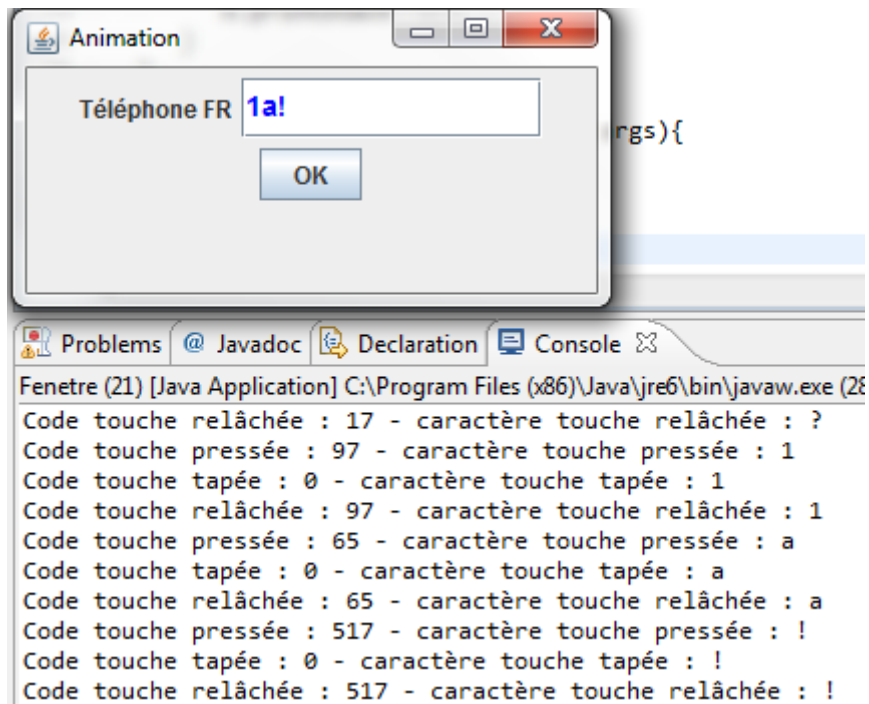 Animation
Téléphone FR 1a!
rgs){
OK
Problems @ Javadoc Declaration Console
Fenetre (21) [Java Application] C:\Program Files (x86)\Java\jre6\bin\javaw.exe (28
Code touche relâchée : 17 - caractère touche relâchée : ?
Code touche pressée : 97 - caractère touche pressée : 1
Code touche tapée : 0 - caractère touche tapée : 1
Code touche relâchée : 97 - caractère touche relâchée : 1
Code touche pressée : 65 - caractère touche pressée : a
Code touche tapée : 0 - caractère touche tapée : a
Code touche relâchée : 65 - caractère touche relâchée : a
Code touche pressée : 517 - caractère touche pressée : !
Code touche tapée : 0 - caractère touche tapée : !
Code touche relâchée : 517 - caractère touche relâchée : !